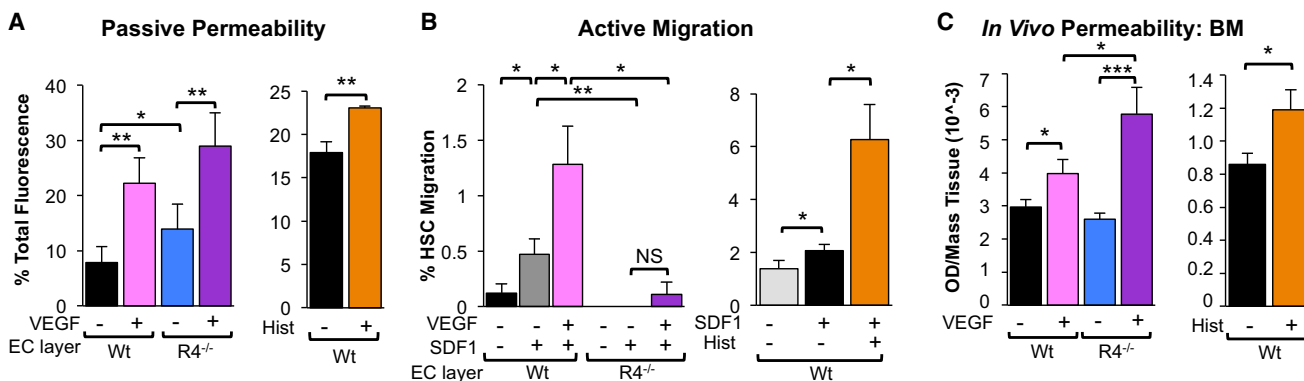 A Passive Permeability
% Total Fluorescence
40
30
20
10
0
**
*
**
VEGF - + - +
EC layer Wt R4-/-
**
25
20
15
10
5
0
Hist - +
Wt
B Active Migration
% HSC Migration
2
1.5
1
0.5
0
* * *
**
NS
VEGF - - + - - +
SDF1 - + + - + +
EC layer Wt R4-/-
8
6
4
2
0
*
*
SDF1 - + +
Hist - - +
Wt
C In Vivo Permeability: BM
OD/Mass Tissue (10^-3)
7
6
5
4
3
2
1
0
*
***
*
VEGF - + - +
Wt R4-/-
*
1.4
1.2
1.0
0.8
0.6
0.4
0.2
0
Hist - +
Wt